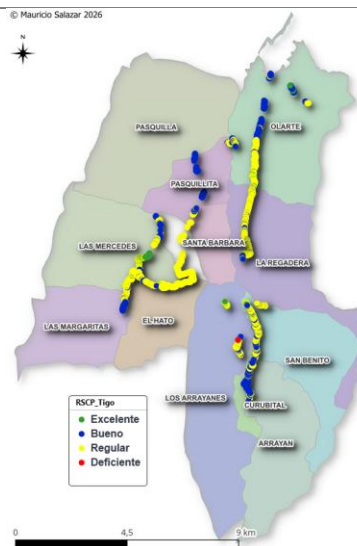 © Mauricio Salazar 2026
N
PASQUILLA
OLARTE
PASQUILLITA
LAS MERCEDES
SANTA BARBARA
LA REGADERA
LAS MARGARITAS
EL HATO
SAN BENITO
LOS ARRAYANES
CURUBITAL
ARRAYAN
RSCP_Tigo
Excelente
Bueno
Regular
Deficiente
0 4,5 9 km